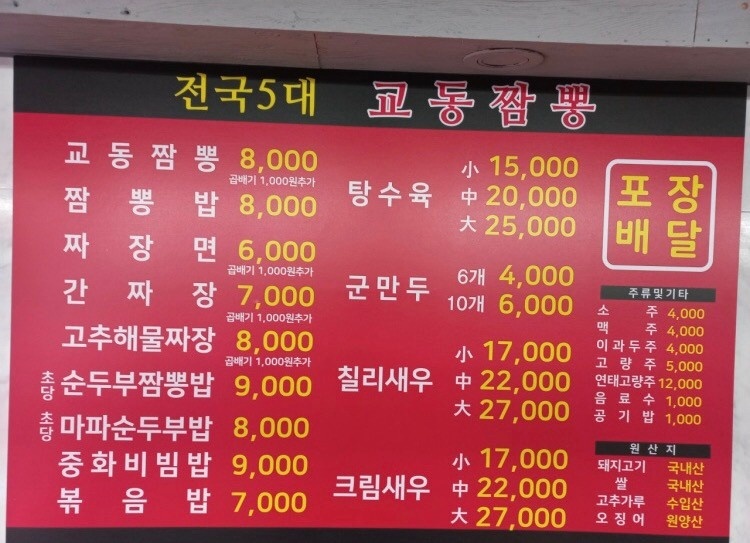 전국5대 교동짬뽕
교동짬뽕 8,000
곱배기 1,000원추가
짬뽕밥 8,000
짜장면 6,000
곱배기 1,000원추가
간짜장 7,000
곱배기 1,000원추가
고추해물짜장 8,000
곱배기 1,000원추가
초당 순두부짬뽕밥 9,000
초당 마파순두부밥 8,000
중화비빔밥 9,000
볶음밥 7,000
탕수육
小 15,000
中 20,000
大 25,000
군만두
6개 4,000
10개 6,000
칠리새우
小 17,000
中 22,000
大 27,000
크림새우
小 17,000
中 22,000
大 27,000
포장
배달
주류및기타
소주 4,000
맥주 4,000
이과두주 4,000
고량주 5,000
연태고량주 12,000
음료수 1,000
공기밥 1,000
원산지
돼지고기 국내산
쌀 국내산
고추가루 수입산
오징어 원양산